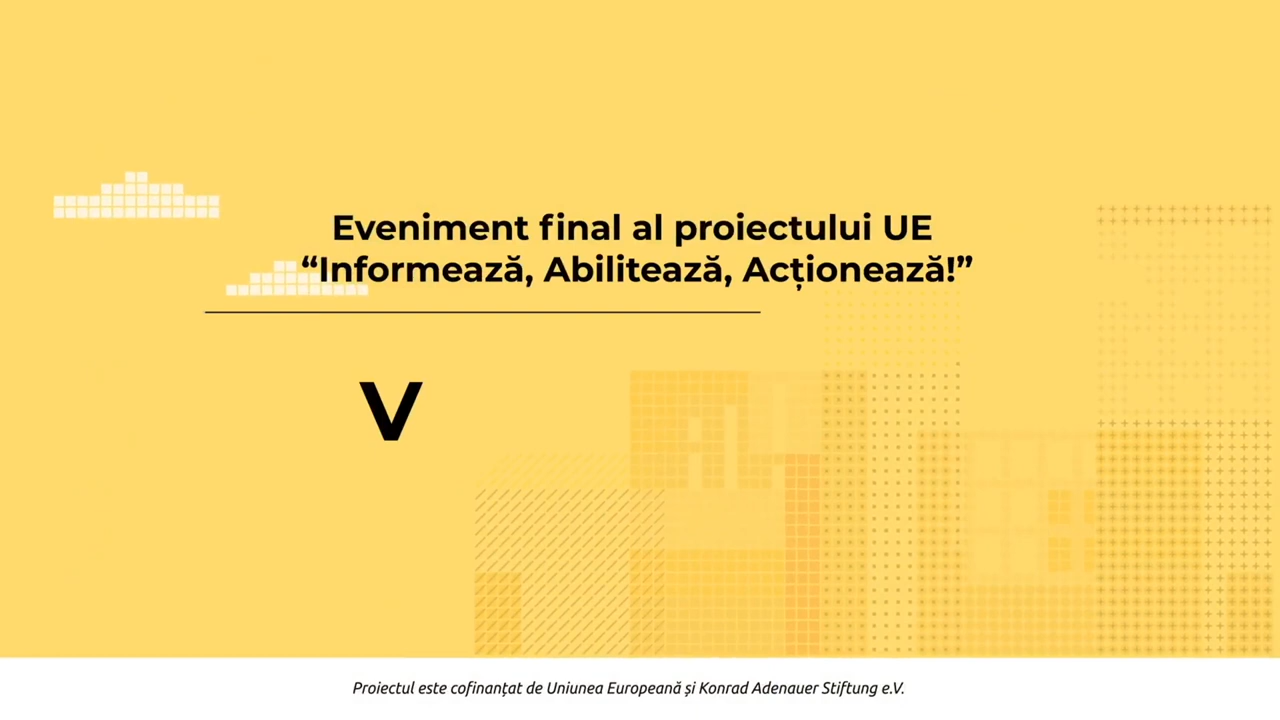 Eveniment final al proiectului UE
“Informează, Abilitează, Acționează!”
V
Proiectul este cofinanțat de Uniunea Europeană și Konrad Adenauer Stiftung e.V.